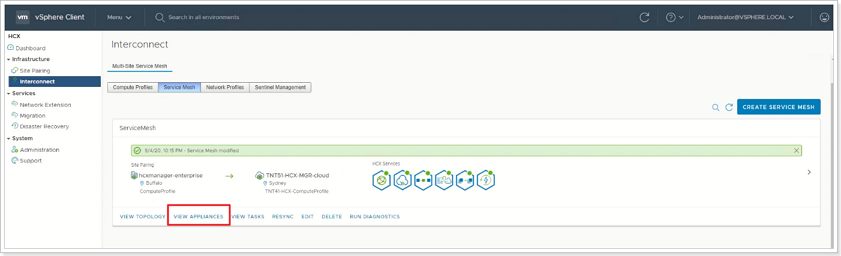 vm vSphere Client Menu Search in all environments Administrator@VSPHERE.LOCAL
HCX
Dashboard
Infrastructure
Site Pairing
Interconnect
Services
Network Extension
Migration
Disaster Recovery
System
Administration
Support
Interconnect
Multi-Site Service Mesh
Compute Profiles Service Mesh Network Profiles Sentinel Management
CREATE SERVICE MESH
ServiceMesh
9/4/20, 10:15 PM - Service Mesh modified
Site Pairing HCX Services
hcxmanager-enterprise TNT51-HCX-MGR-cloud
Buffalo Sydney
ComputeProfile TNT41-HCX-ComputeProfile
VIEW TOPOLOGY VIEW APPLIANCES VIEW TASKS RESYNC EDIT DELETE RUN DIAGNOSTICS